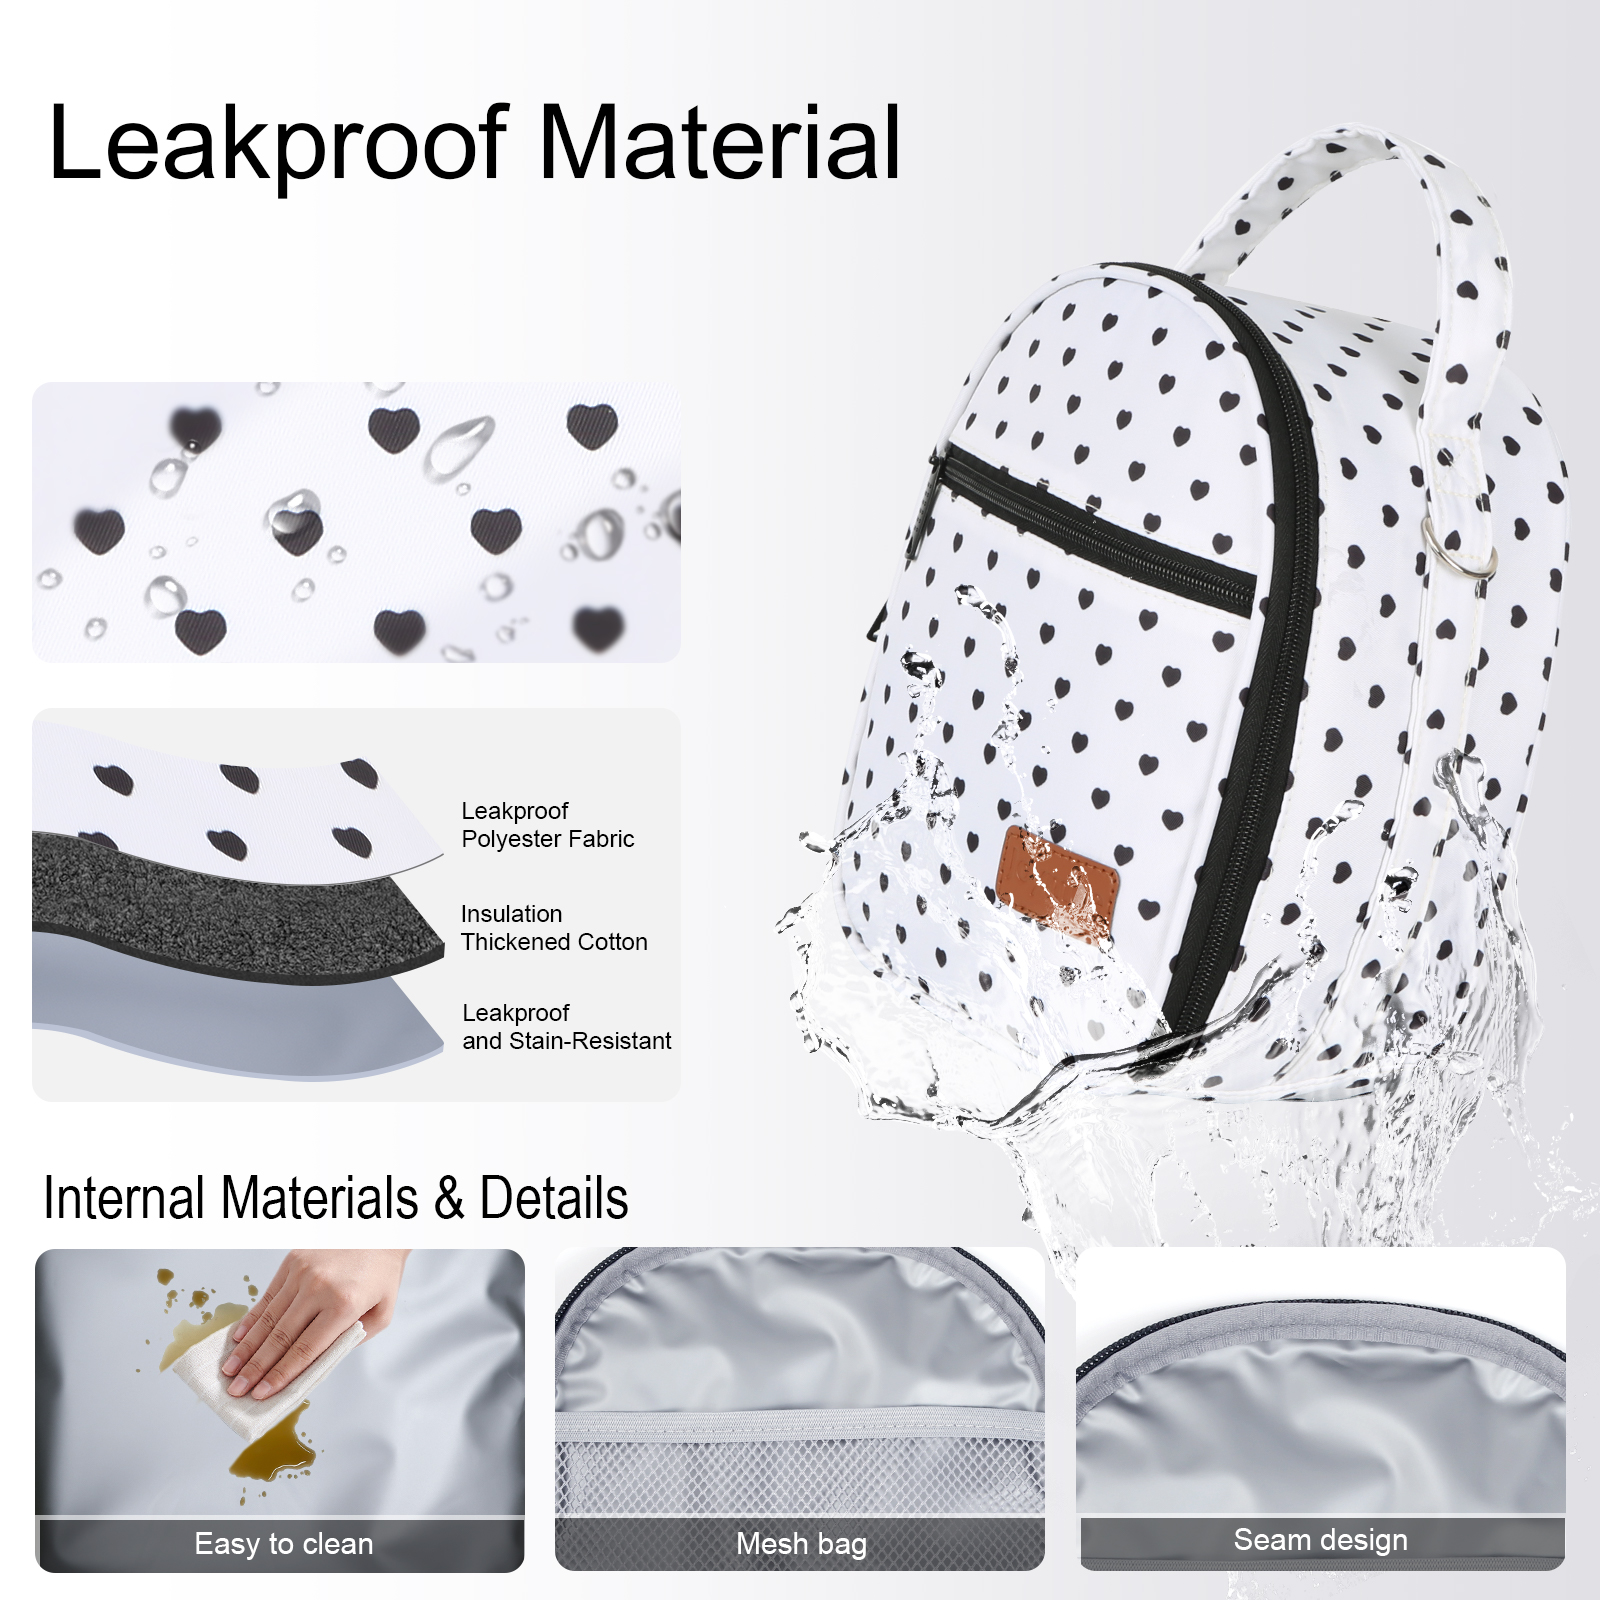 Leakproof Material
Leakproof
Polyester Fabric
Insulation
Thickened Cotton
Leakproof
and Stain-Resistant
Internal Materials & Details
Easy to clean
Mesh bag
Seam design